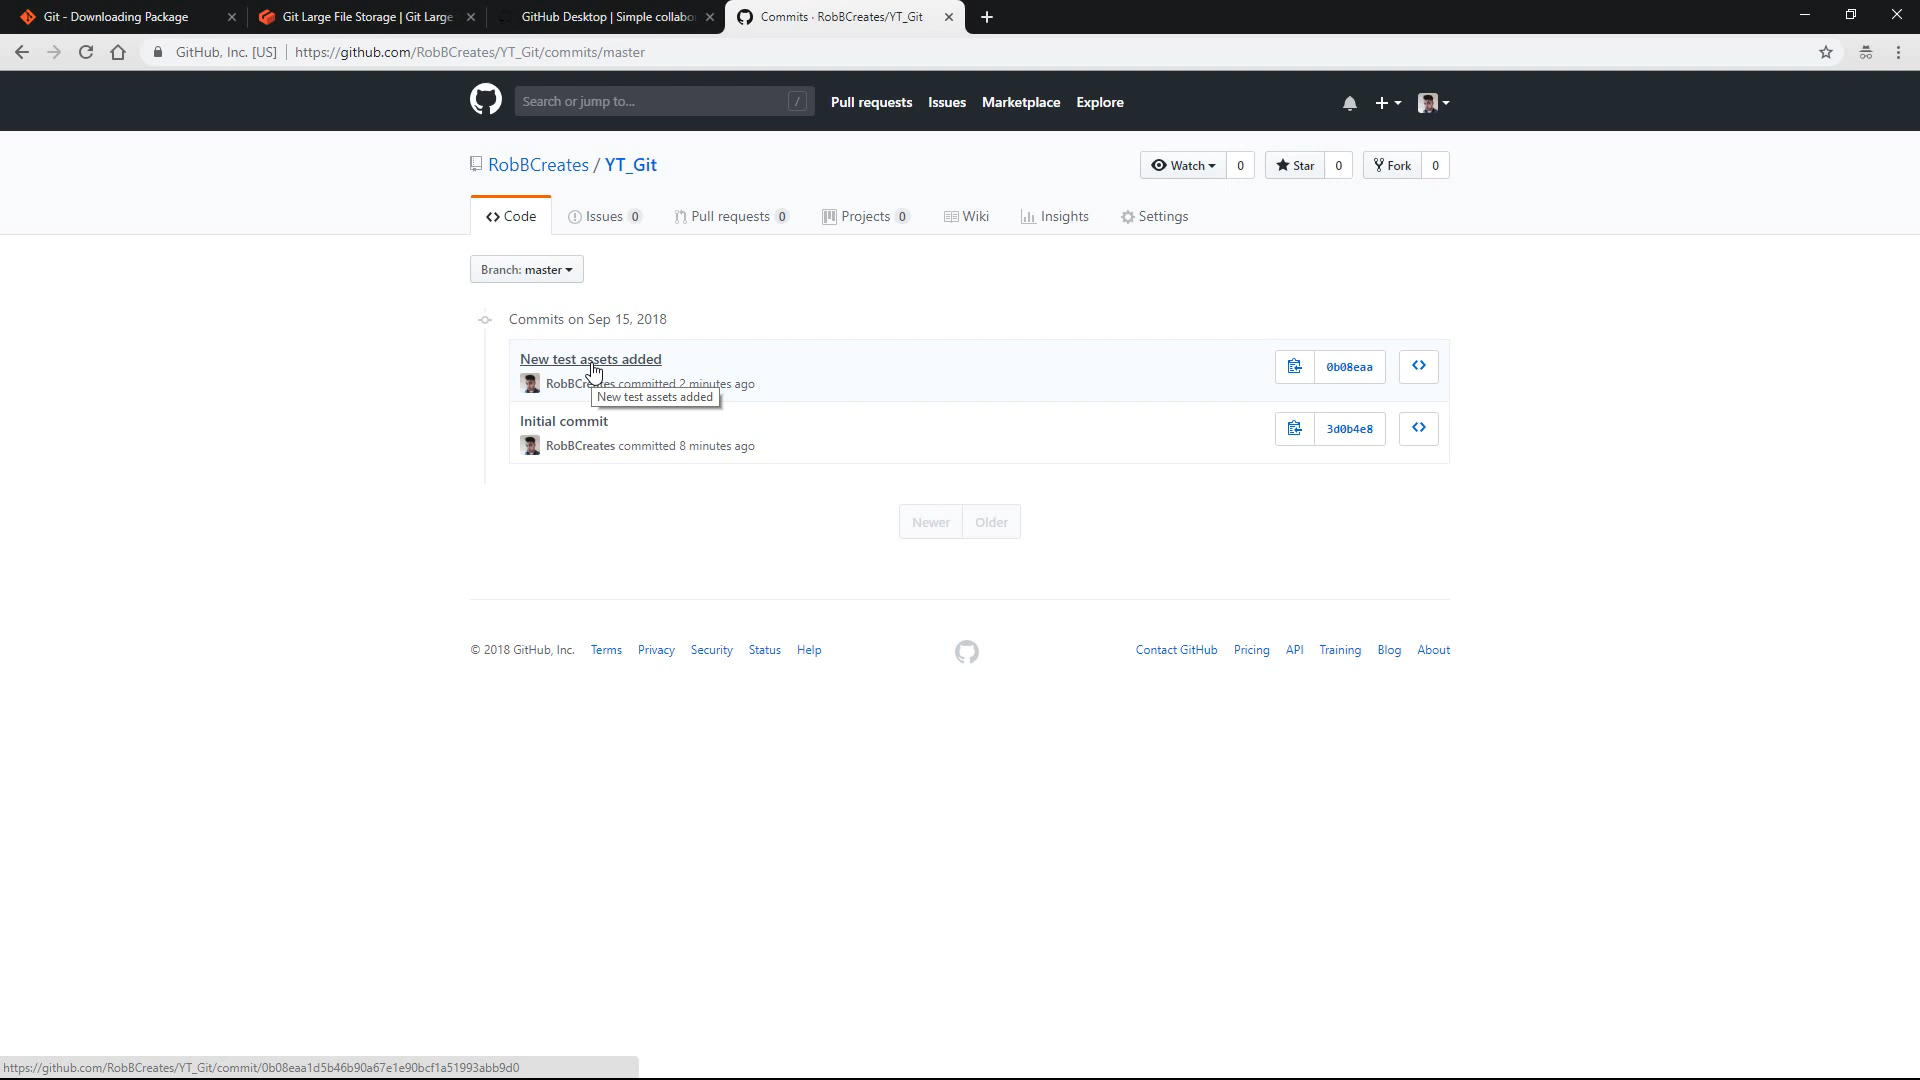 Git - Downloading Package
Git Large File Storage | Git Large
GitHub Desktop | Simple collabo
Commits · RobBCreates/YT_Git
GitHub, Inc. [US] | https://github.com/RobBCreates/YT_Git/commits/master
Search or jump to... /
Pull requests Issues Marketplace Explore
RobBCreates / YT_Git
Watch 0 Star 0 Fork 0
<> Code Issues 0 Pull requests 0 Projects 0 Wiki Insights Settings
Branch: master
Commits on Sep 15, 2018
New test assets added
0b08eaa <>
RobBCreates committed 2 minutes ago
New test assets added
Initial commit
3d0b4e8 <>
RobBCreates committed 8 minutes ago
Newer Older
© 2018 GitHub, Inc. Terms Privacy Security Status Help Contact GitHub Pricing API Training Blog About
https://github.com/RobBCreates/YT_Git/commit/0b08eaa1d5b46b90a67e1e90bcf1a51993abb9d0